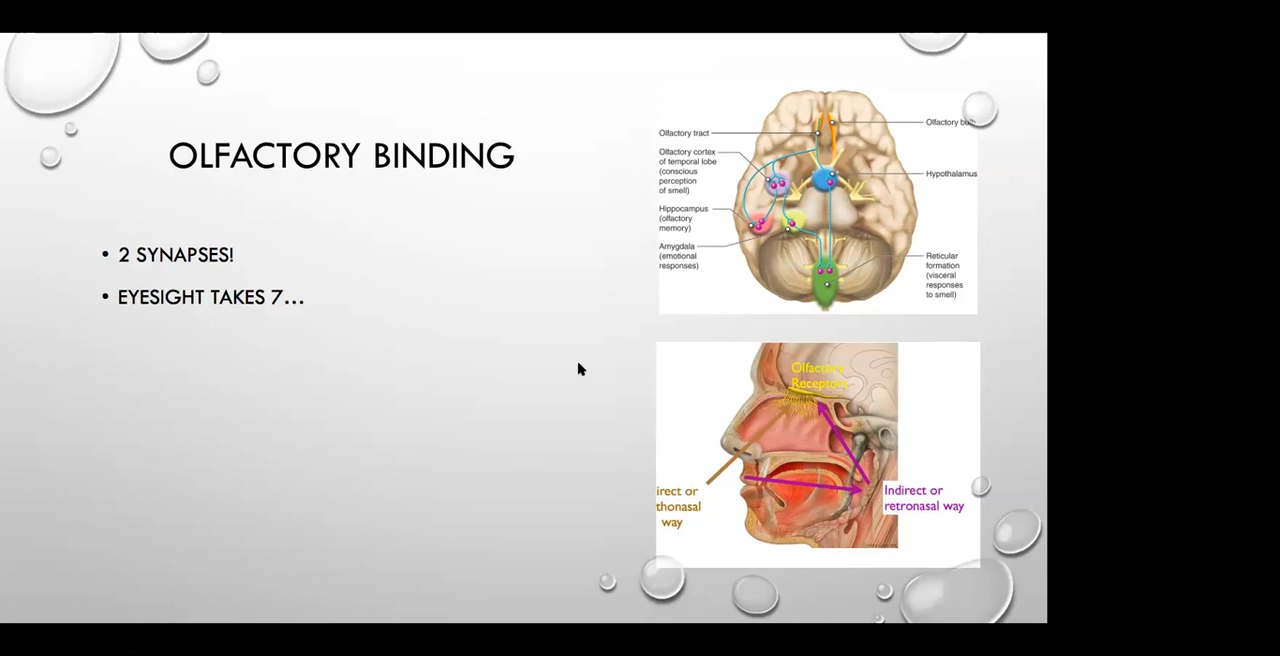 OLFACTORY BINDING
• 2 SYNAPSES!
• EYESIGHT TAKES 7...
Olfactory tract
Olfactory cortex
of temporal lobe
(conscious
perception
of smell)
Hippocampus
(olfactory
memory)
Amygdala
(emotional
responses)
Olfactory bulb
Hypothalamus
Reticular
formation
(visceral
responses
to smell)
Olfactory
Receptors
irect or
thonasal
way
Indirect or
retronasal way